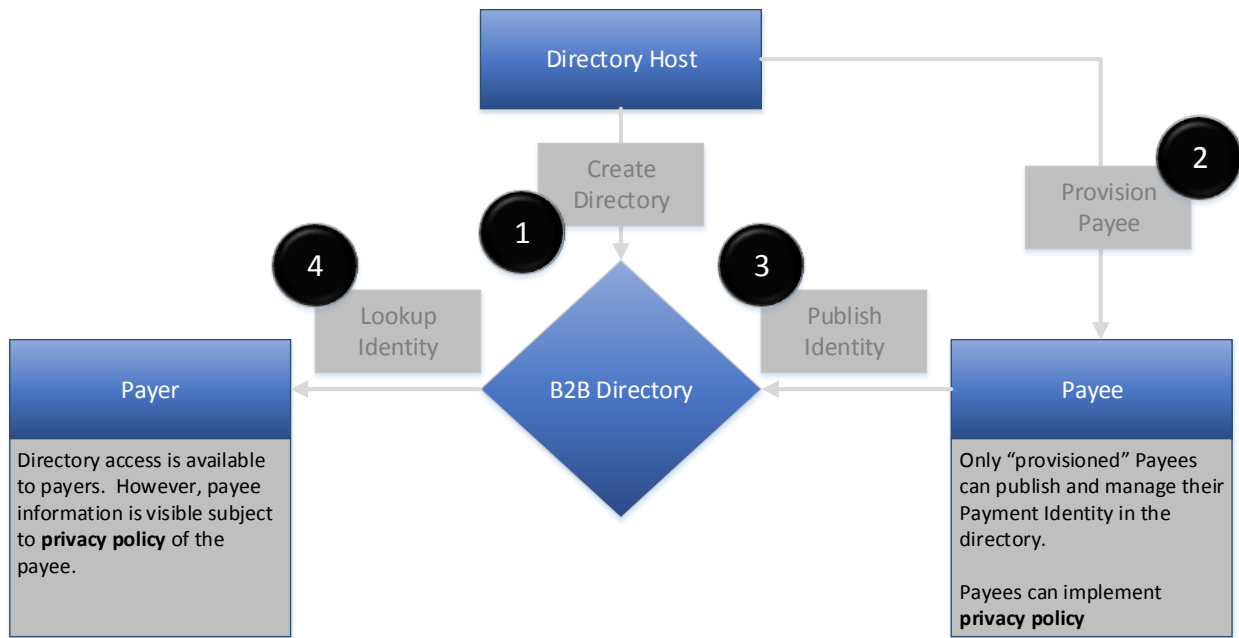 Directory Host
Create
Directory
1
Provision
Payee
2
4
Lookup
Identity
3
Publish
Identity
B2B Directory
Payer
Directory access is available
to payers.  However, payee
information is visible subject
to privacy policy of the
payee.
Payee
Only “provisioned” Payees
can publish and manage their
Payment Identity in the
directory.
Payees can implement
privacy policy